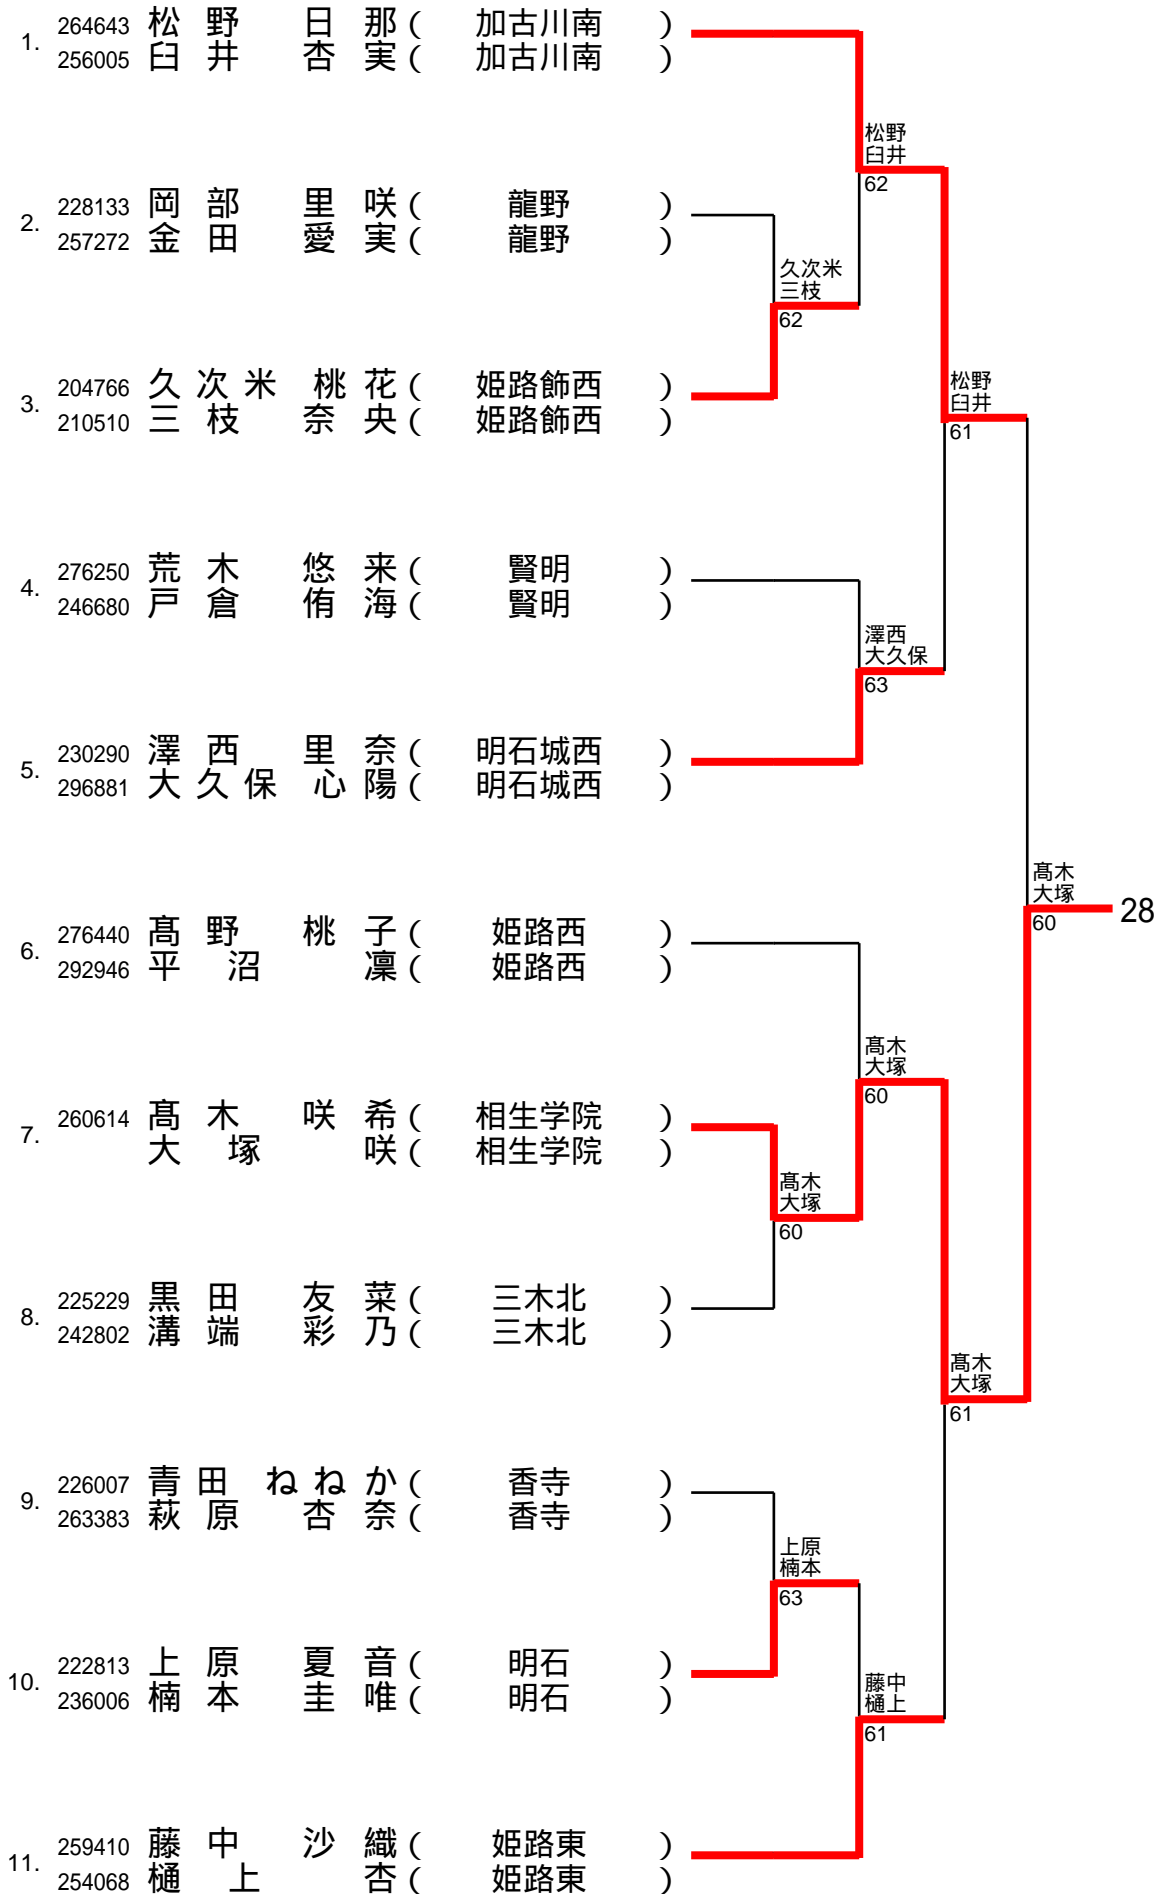 1. 264643 松野 日那 ( 加古川南 )
256005 臼井 杏実 ( 加古川南 )
松野
臼井
62
2. 228133 岡部 里咲 ( 龍野 )
257272 金田 愛実 ( 龍野 )
久次米
三枝
62
3. 204766 久次米 桃花 ( 姫路飾西 )
210510 三枝 奈央 ( 姫路飾西 )
松野
臼井
61
4. 276250 荒木 悠来 ( 賢明 )
246680 戸倉 侑海 ( 賢明 )
澤西
大久保
63
5. 230290 澤西 里奈 ( 明石城西 )
296881 大久保 心陽 ( 明石城西 )
髙木
大塚
60
28
6. 276440 髙野 桃子 ( 姫路西 )
292946 平沼 凜 ( 姫路西 )
髙木
大塚
60
7. 260614 髙木 咲希 ( 相生学院 )
大塚 咲 ( 相生学院 )
髙木
大塚
60
8. 225229 黒田 友菜 ( 三木北 )
242802 溝端 彩乃 ( 三木北 )
髙木
大塚
61
9. 226007 青田 ねねか ( 香寺 )
263383 萩原 杏奈 ( 香寺 )
上原
楠本
63
10. 222813 上原 夏音 ( 明石 )
236006 楠本 圭唯 ( 明石 )
藤中
樋上
61
11. 259410 藤中 沙織 ( 姫路東 )
254068 樋上 杏 ( 姫路東 )